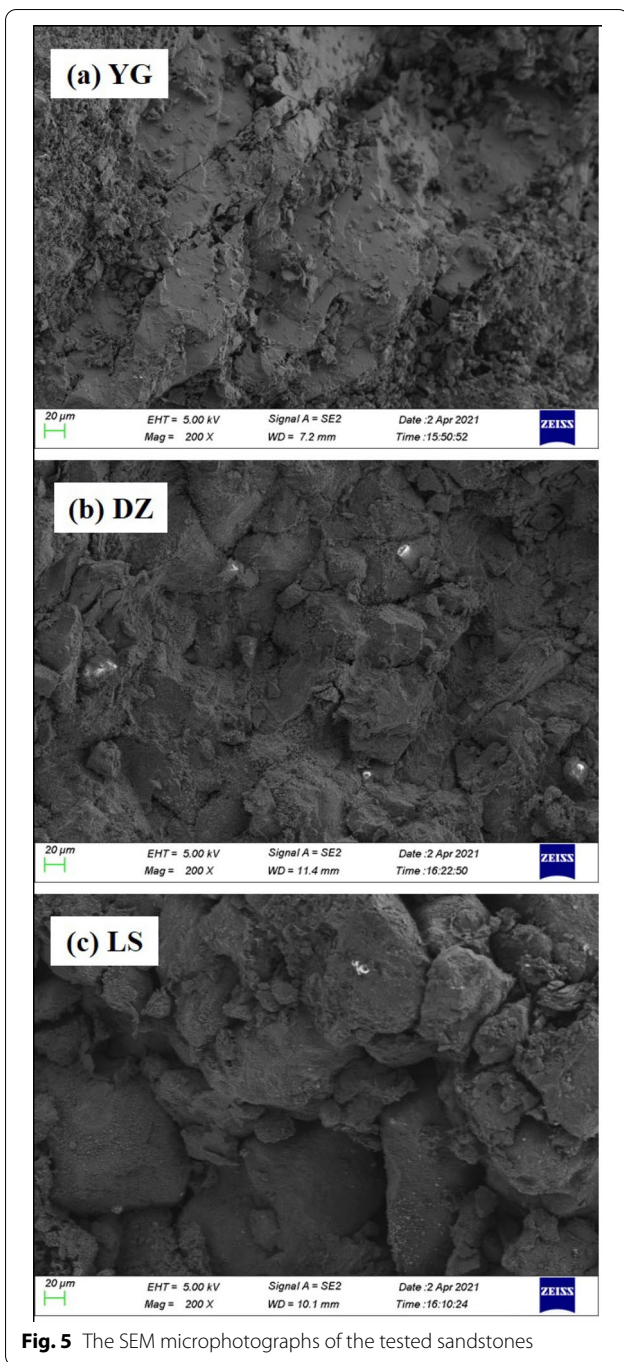 (a) YG
20 µm
EHT = 5.00 kV Signal A = SE2 Date :2 Apr 2021
Mag = 200 X WD = 7.2 mm Time :15:50:52
ZEISS
(b) DZ
20 µm
EHT = 5.00 kV Signal A = SE2 Date :2 Apr 2021
Mag = 200 X WD = 11.4 mm Time :16:22:50
ZEISS
(c) LS
20 µm
EHT = 5.00 kV Signal A = SE2 Date :2 Apr 2021
Mag = 200 X WD = 10.1 mm Time :16:10:24
ZEISS
Fig. 5 The SEM microphotographs of the tested sandstones